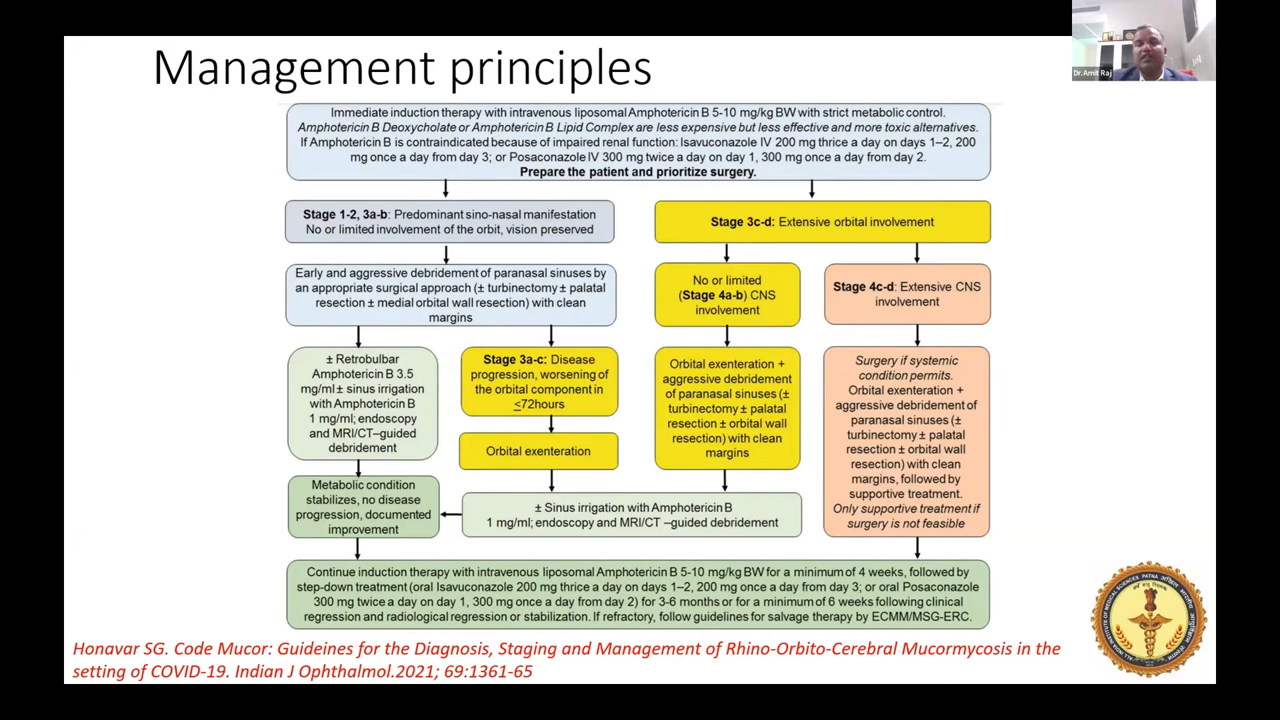 Management principles
Dr.Amit Raj
Immediate induction therapy with intravenous liposomal Amphotericin B 5-10 mg/kg BW with strict metabolic control.
Amphotericin B Deoxycholate or Amphotericin B Lipid Complex are less expensive but less effective and more toxic alternatives.
If Amphotericin B is contraindicated because of impaired renal function: Isavuconazole IV 200 mg thrice a day on days 1–2, 200
mg once a day from day 3; or Posaconazole IV 300 mg twice a day on day 1, 300 mg once a day from day 2.
Prepare the patient and prioritize surgery.
Stage 1-2, 3a-b: Predominant sino-nasal manifestation
No or limited involvement of the orbit, vision preserved
Stage 3c-d: Extensive orbital involvement
Early and aggressive debridement of paranasal sinuses by
an appropriate surgical approach (± turbinectomy ± palatal
resection ± medial orbital wall resection) with clean
margins
No or limited
(Stage 4a-b) CNS
involvement
Stage 4c-d: Extensive CNS
involvement
± Retrobulbar
Amphotericin B 3.5
mg/ml ± sinus irrigation
with Amphotericin B
1 mg/ml; endoscopy
and MRI/CT–guided
debridement
Stage 3a-c: Disease
progression, worsening of
the orbital component in
≤72hours
Orbital exenteration
Orbital exenteration +
aggressive debridement
of paranasal sinuses (±
turbinectomy ± palatal
resection ± orbital wall
resection) with clean
margins
Surgery if systemic
condition permits.
Orbital exenteration +
aggressive debridement of
paranasal sinuses (±
turbinectomy ± palatal
resection ± orbital wall
resection) with clean
margins, followed by
supportive treatment.
Only supportive treatment if
surgery is not feasible
Metabolic condition
stabilizes, no disease
progression, documented
improvement
± Sinus irrigation with Amphotericin B
1 mg/ml; endoscopy and MRI/CT –guided debridement
Continue induction therapy with intravenous liposomal Amphotericin B 5-10 mg/kg BW for a minimum of 4 weeks, followed by
step-down treatment (oral Isavuconazole 200 mg thrice a day on days 1–2, 200 mg once a day from day 3; or oral Posaconazole
300 mg twice a day on day 1, 300 mg once a day from day 2) for 3-6 months or for a minimum of 6 weeks following clinical
regression and radiological regression or stabilization. If refractory, follow guidelines for salvage therapy by ECMM/MSG-ERC.
Honavar SG. Code Mucor: Guideines for the Diagnosis, Staging and Management of Rhino-Orbito-Cerebral Mucormycosis in the
setting of COVID-19. Indian J Ophthalmol.2021; 69:1361-65